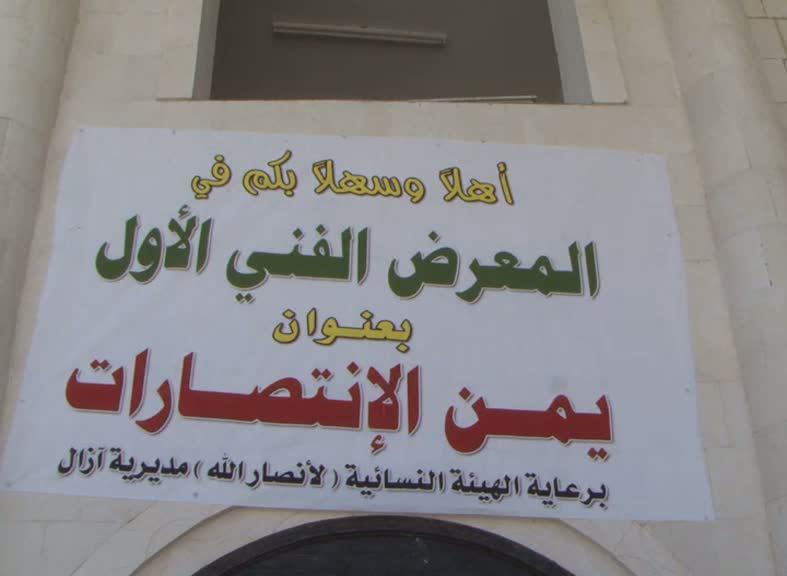 أهلاً وسهلاً بكم في
المعرض الفني الأول
بعنوان
يمن الإنتصارات
برعاية الهيئة النسائية (لأنصار الله) مديرية آزال